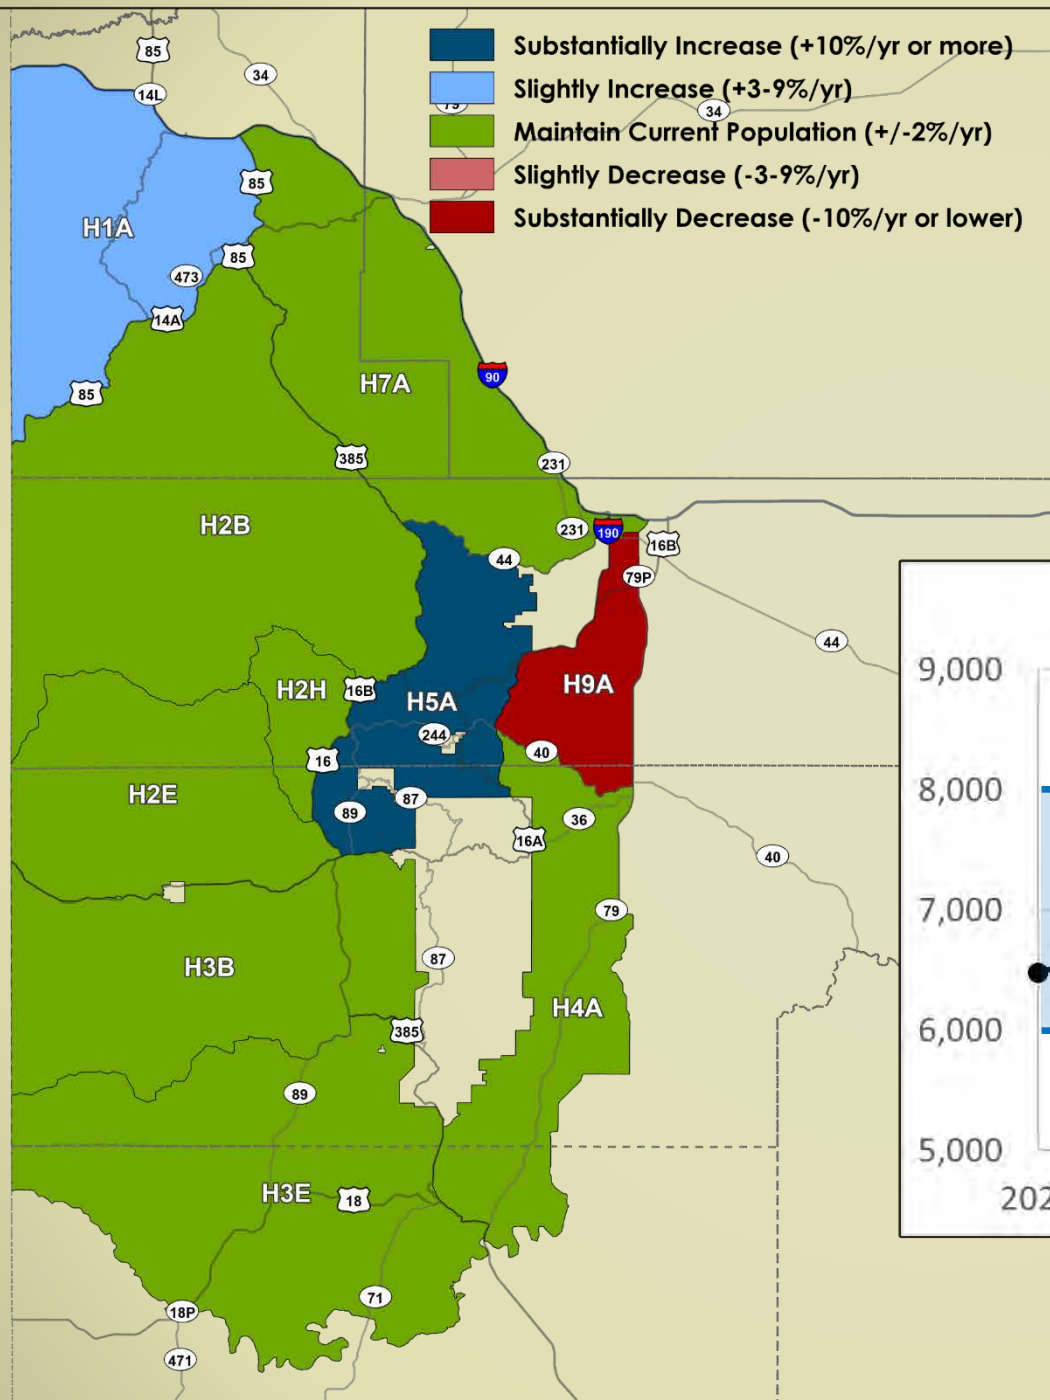 85
34
14L
79
34
Substantially Increase (+10%/yr or more)
Slightly Increase (+3-9%/yr)
Maintain Current Population (+/-2%/yr)
Slightly Decrease (-3-9%/yr)
Substantially Decrease (-10%/yr or lower)
85
H1A
85
473
14A
90
H7A
85
385
231
H2B
231
190
16B
44
79P
44
9,000
H2H
16B
H5A
H9A
244
40
16
H2E
87
8,000
89
36
16A
40
7,000
79
87
H3B
H4A
385
6,000
89
5,000
H3E
18
202
71
18P
471